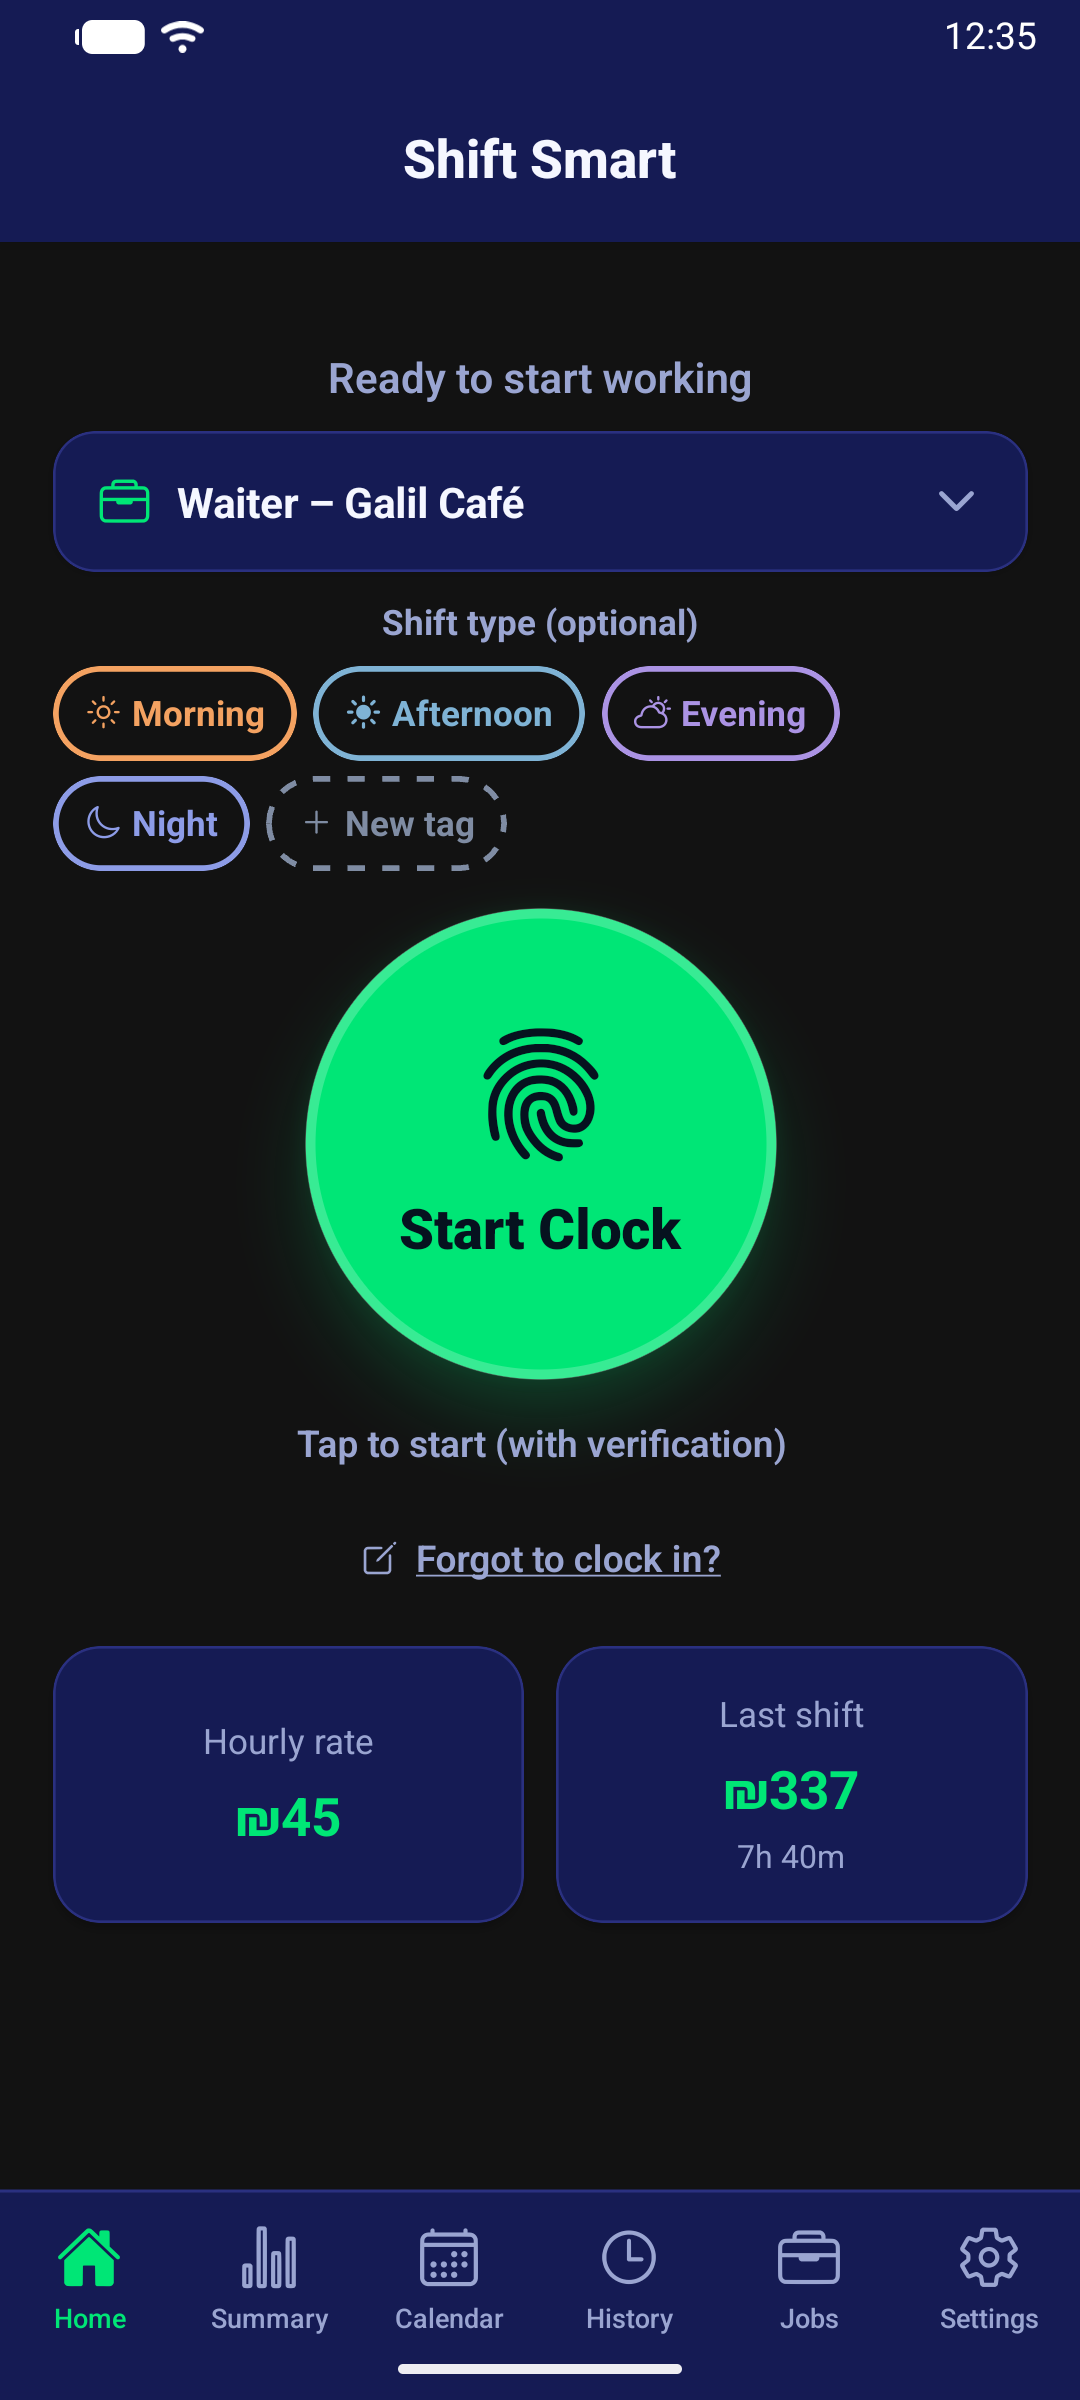 12:35
Shift Smart
Ready to start working
Waiter – Galil Café
Shift type (optional)
Morning
Afternoon
Evening
Night
New tag
Start Clock
Tap to start (with verification)
Forgot to clock in?
Hourly rate
₪45
Last shift
₪337
7h 40m
Home
Summary
Calendar
History
Jobs
Settings